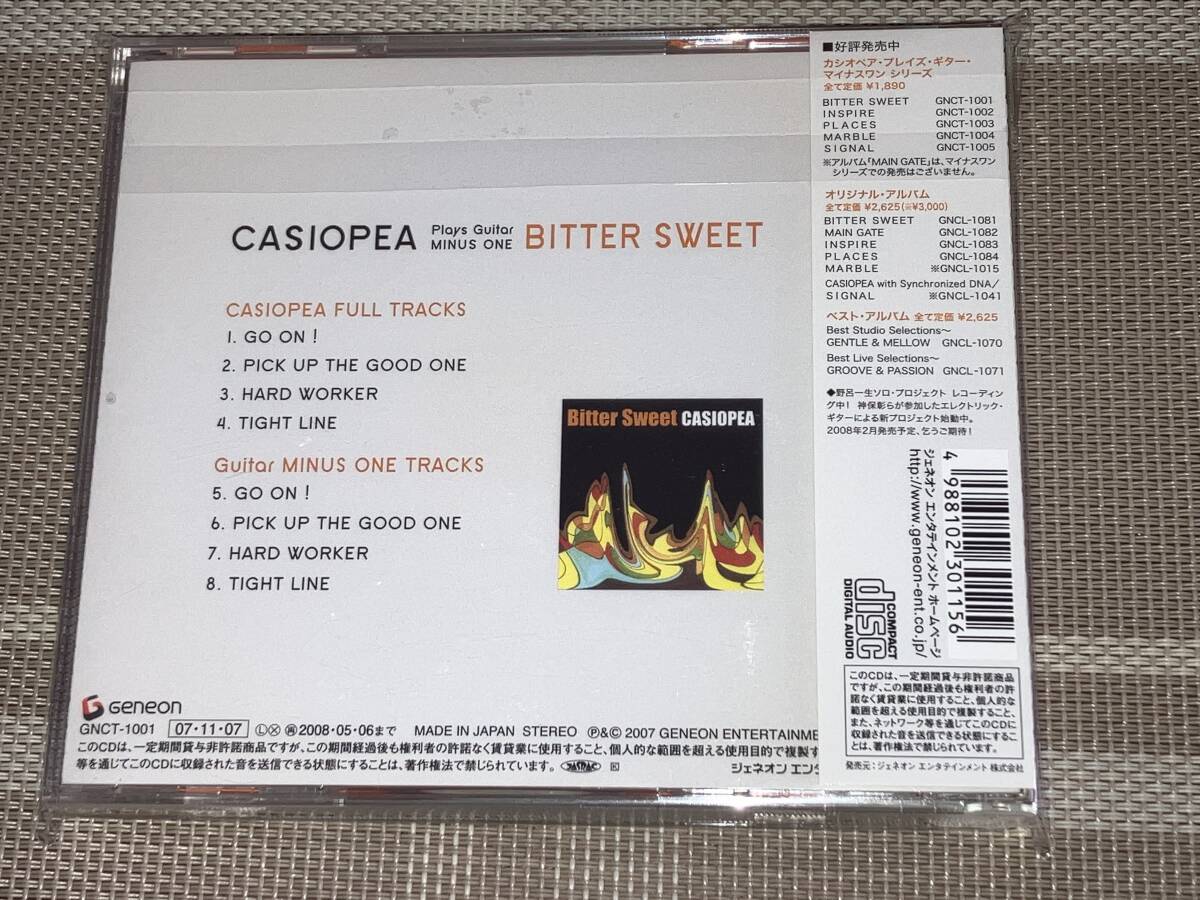 CASIOPEA Plays Guitar MINUS ONE BITTER SWEET
CASIOPEA FULL TRACKS
1. GO ON !
2. PICK UP THE GOOD ONE
3. HARD WORKER
4. TIGHT LINE
Guitar MINUS ONE TRACKS
5. GO ON !
6. PICK UP THE GOOD ONE
7. HARD WORKER
8. TIGHT LINE
Bitter Sweet CASIOPEA
GENEON
GNCT-1001 07・11・07 2008・05・06まで MADE IN JAPAN STEREO Ⓟ&© 2007 GENEON ENTERTAINME
このCDは、一定期間貸与非許諾商品ですが、この期間経過後も権利者の許諾なく賃貸業に使用すること、個人的な範囲を超える使用目的で複製す
等を通じてこのCDに収録された音を送信できる状態にすることは、著作権法で禁じられています。 JASRAC
ジェネオン エンタ
■好評発売中
カシオペア・プレイズ・ギター・
マイナスワン シリーズ
全て定価 ¥1,890
BITTER SWEET GNCT-1001
INSPIRE GNCT-1002
PLACES GNCT-1003
MARBLE GNCT-1004
SIGNAL GNCT-1005
※アルバム「MAIN GATE」は、マイナスワン
シリーズでの発売はございません。
オリジナル・アルバム
全て定価 ¥2,625(※¥3,000)
BITTER SWEET GNCL-1081
MAIN GATE GNCL-1082
INSPIRE GNCL-1083
PLACES GNCL-1084
MARBLE ※GNCL-1015
CASIOPEA with Synchronized DNA/
SIGNAL ※GNCL-1041
ベスト・アルバム 全て定価 ¥2,625
Best Studio Selections~
GENTLE & MELLOW GNCL-1070
Best Live Selections~
GROOVE & PASSION GNCL-1071
◆野呂一生ソロ・プロジェクト レコーディン
グ中! 神保彰らが参加したエレクトリック・
ギターによる新プロジェクト始動中。
2008年2月発売予定、乞うご期待!
4 988102 301156
ジェネオン エンタテインメント ホームページ
http://www.geneon-ent.co.jp/
COMPACT
disc
DIGITAL AUDIO
このCDは、一定期間貸与非許諾商品
ですが、この期間経過後も権利者の許
諾なく賃貸業に使用すること、個人的な
範囲を超える使用目的で複製すること、
また、ネットワーク等を通じてこのCDに
収録された音を送信できる状態にするこ
とは、著作権法で禁じられています。
発売元:ジェネオン エンタテインメント株式会社